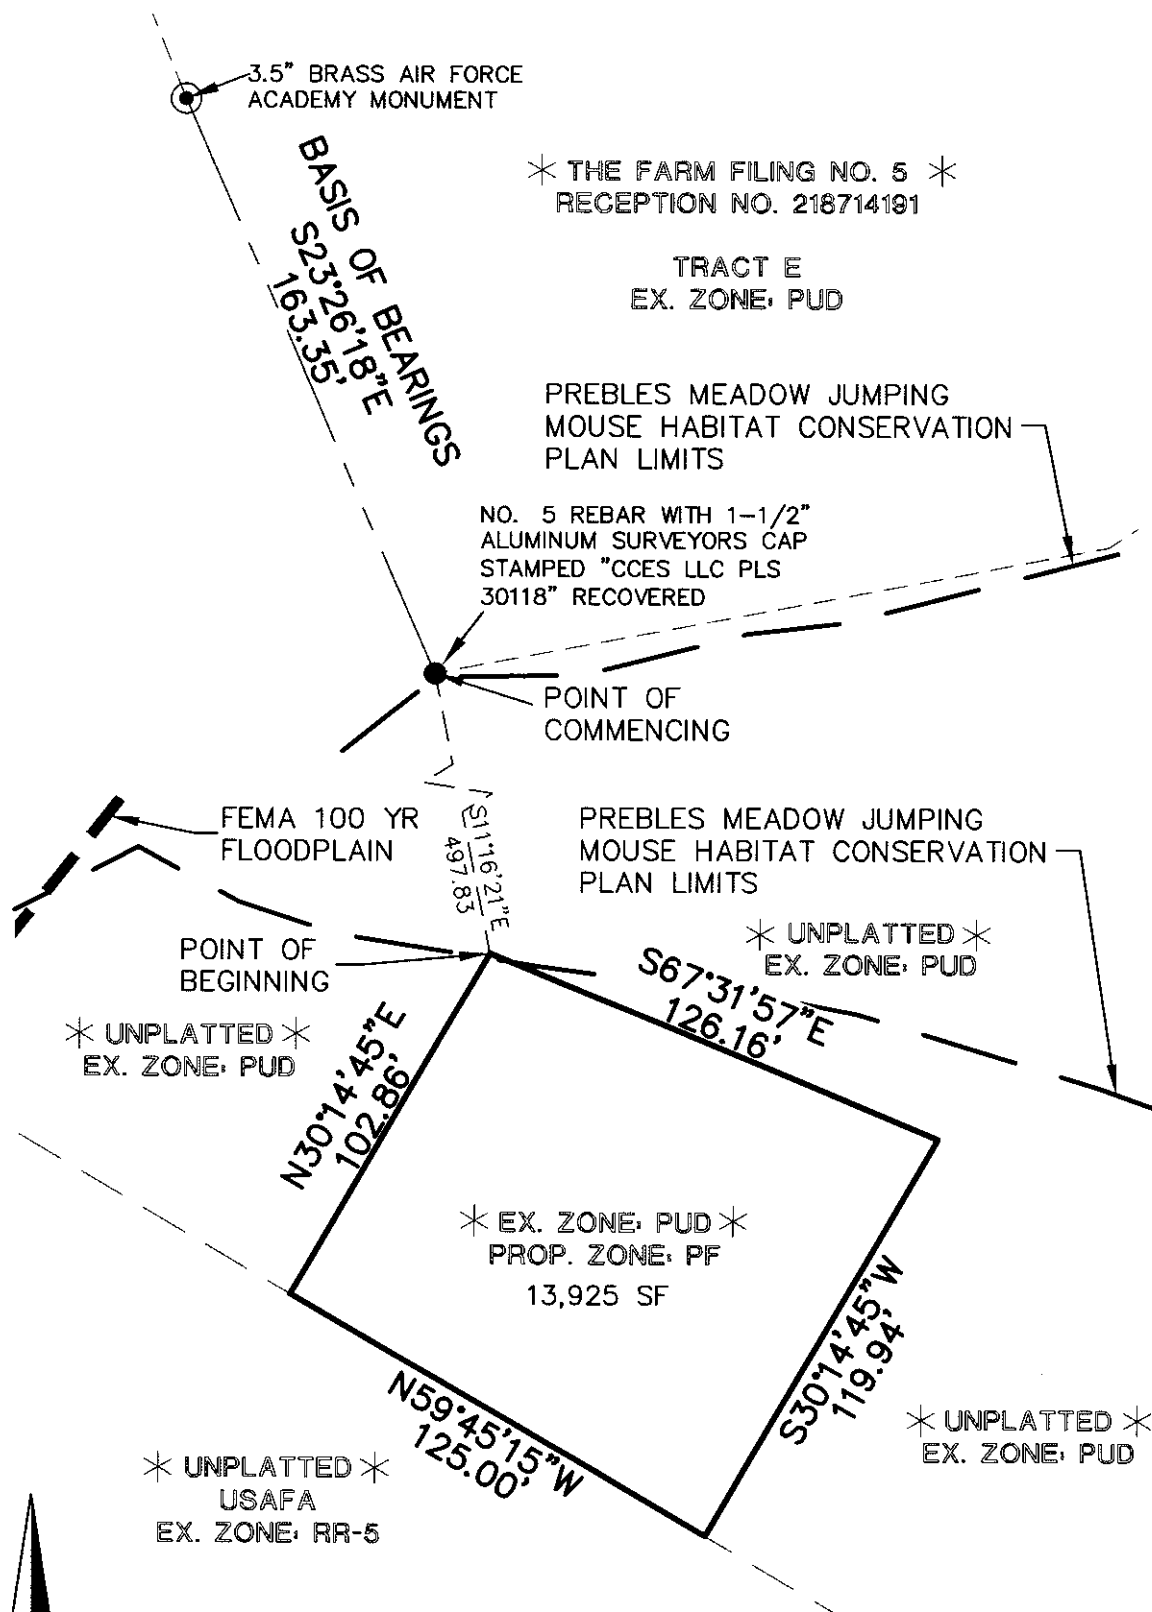 3.5" BRASS AIR FORCE
ACADEMY MONUMENT
BASIS OF BEARINGS
S23°26'18"E
163.35'
✳ THE FARM FILING NO. 5 ✳
RECEPTION NO. 218714191
TRACT E
EX. ZONE: PUD
PREBLES MEADOW JUMPING
MOUSE HABITAT CONSERVATION
PLAN LIMITS
NO. 5 REBAR WITH 1-1/2"
ALUMINUM SURVEYORS CAP
STAMPED "CCES LLC PLS
30118" RECOVERED
POINT OF
COMMENCING
FEMA 100 YR
FLOODPLAIN
S11°16'21"E
497.83
PREBLES MEADOW JUMPING
MOUSE HABITAT CONSERVATION
PLAN LIMITS
POINT OF
BEGINNING
✳ UNPLATTED ✳
EX. ZONE: PUD
S67°31'57"E
126.16'
✳ UNPLATTED ✳
EX. ZONE: PUD
N30°14'45"E
102.86'
✳ EX. ZONE: PUD ✳
PROP. ZONE: PF
13,925 SF
S30°14'45"W
119.94'
N59°45'15"W
125.00'
✳ UNPLATTED ✳
EX. ZONE: PUD
✳ UNPLATTED ✳
USAFA
EX. ZONE: RR-5